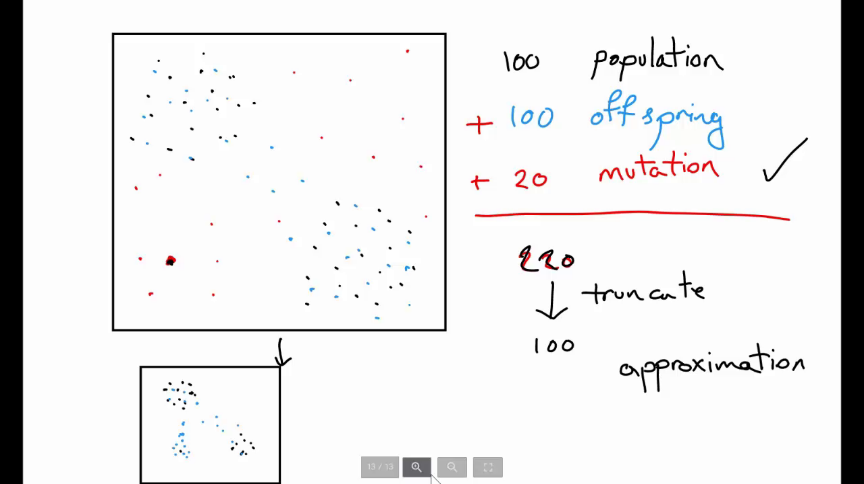 100 population
+ 100 offspring
+ 20 mutation
220
truncate
100
approximation
13 / 13